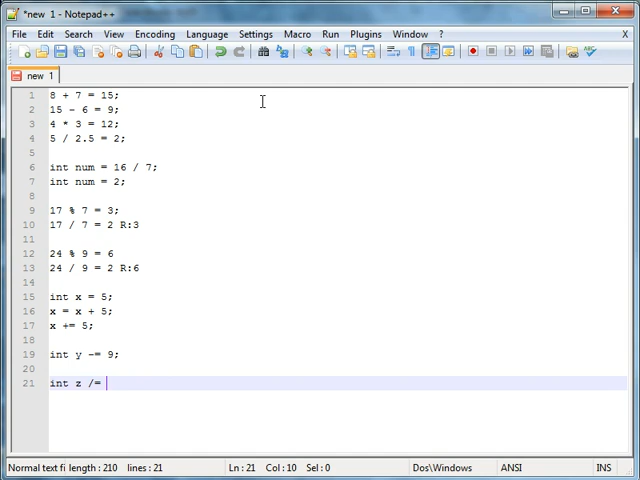 *new 1 - Notepad++
File Edit Search View Encoding Language Settings Macro Run Plugins Window ? X
new 1
1 8 + 7 = 15;
2 15 - 6 = 9;
3 4 * 3 = 12;
4 5 / 2.5 = 2;
5
6 int num = 16 / 7;
7 int num = 2;
8
9 17 % 7 = 3;
10 17 / 7 = 2 R:3
11
12 24 % 9 = 6
13 24 / 9 = 2 R:6
14
15 int x = 5;
16 x = x + 5;
17 x += 5;
18
19 int y -= 9;
20
21 int z /=
Normal text fi length : 210 lines : 21 Ln : 21 Col : 10 Sel : 0 Dos\Windows ANSI INS